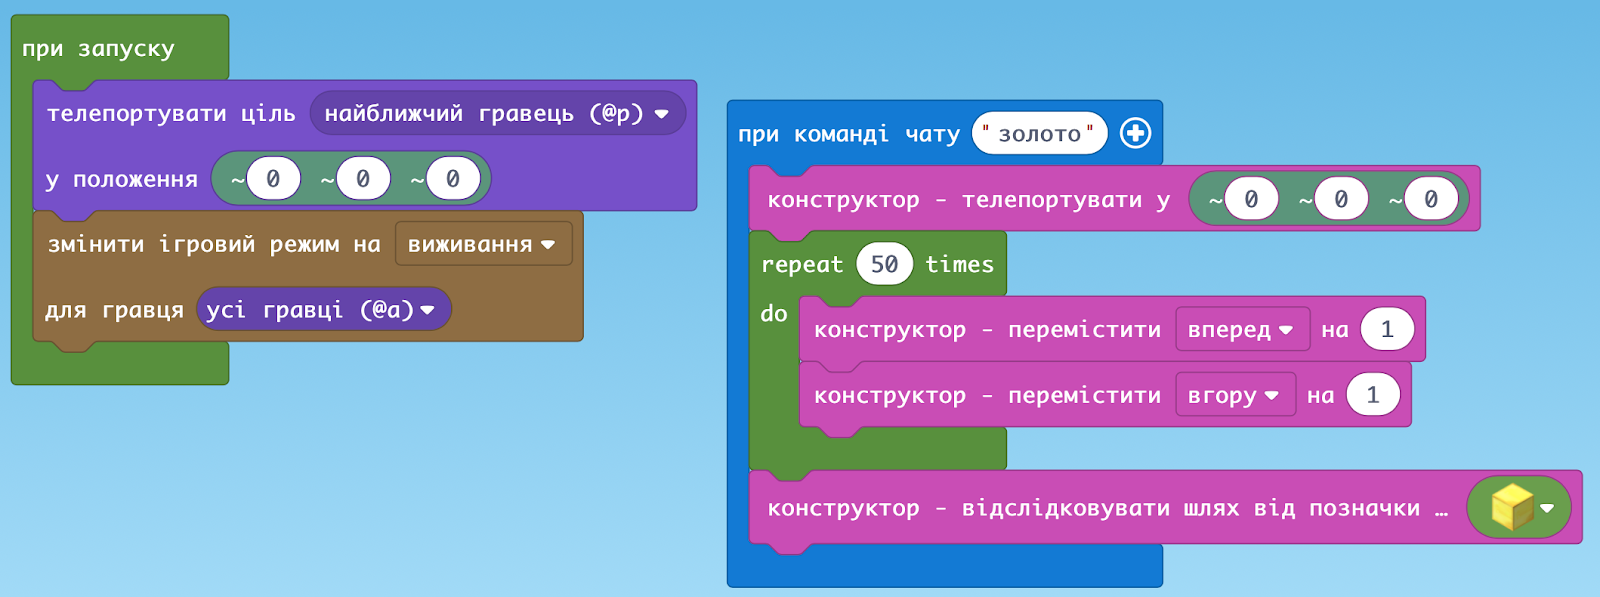 при запуску
телепортувати ціль найближчий гравець (@p)
у положення ~ 0 ~ 0 ~ 0
змінити ігровий режим на виживання
для гравця усі гравці (@a)
при команді чату "золото"
конструктор - телепортувати у ~ 0 ~ 0 ~ 0
repeat 50 times
do
конструктор - перемістити вперед на 1
конструктор - перемістити вгору на 1
конструктор - відслідковувати шлях від позначки …